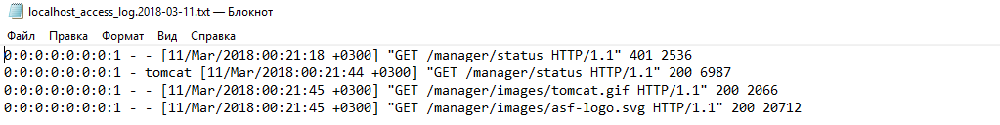 localhost_access_log.2018-03-11.txt — Блокнот
Файл Правка Формат Вид Справка
0:0:0:0:0:0:0:1 - - [11/Mar/2018:00:21:18 +0300] "GET /manager/status HTTP/1.1" 401 2536
0:0:0:0:0:0:0:1 - tomcat [11/Mar/2018:00:21:44 +0300] "GET /manager/status HTTP/1.1" 200 6987
0:0:0:0:0:0:0:1 - - [11/Mar/2018:00:21:45 +0300] "GET /manager/images/tomcat.gif HTTP/1.1" 200 2066
0:0:0:0:0:0:0:1 - - [11/Mar/2018:00:21:45 +0300] "GET /manager/images/asf-logo.svg HTTP/1.1" 200 20712